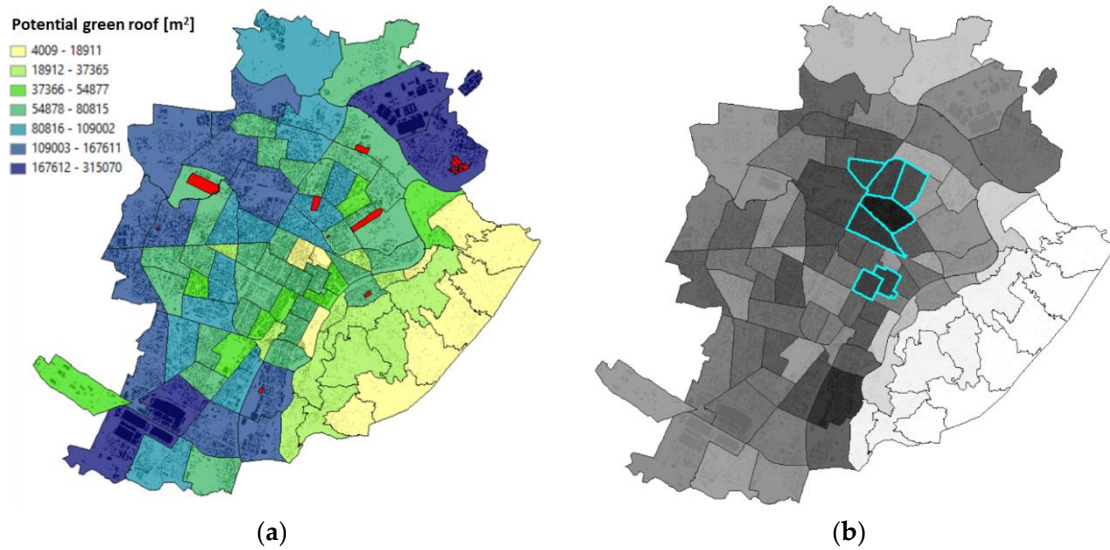 Potential green roof [m²]
4009 - 18911
18912 - 37365
37366 - 54877
54878 - 80815
80816 - 109002
109003 - 167611
167612 - 315070
(a)
(b)